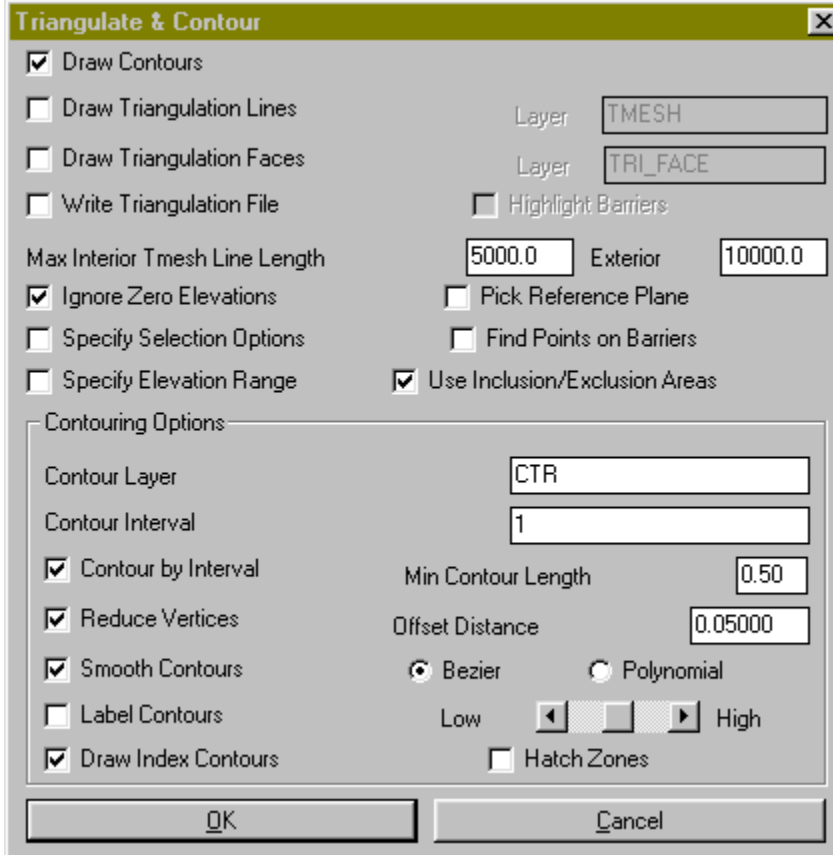 Triangulate & Contour
Draw Contours
Draw Triangulation Lines Layer TMESH
Draw Triangulation Faces Layer TRI_FACE
Write Triangulation File Highlight Barriers
Max Interior Tmesh Line Length 5000.0 Exterior 10000.0
Ignore Zero Elevations Pick Reference Plane
Specify Selection Options Find Points on Barriers
Specify Elevation Range Use Inclusion/Exclusion Areas
Contouring Options
Contour Layer CTR
Contour Interval 1
Contour by Interval Min Contour Length 0.50
Reduce Vertices Offset Distance 0.05000
Smooth Contours Bezier Polynomial
Label Contours Low High
Draw Index Contours Hatch Zones
OK Cancel